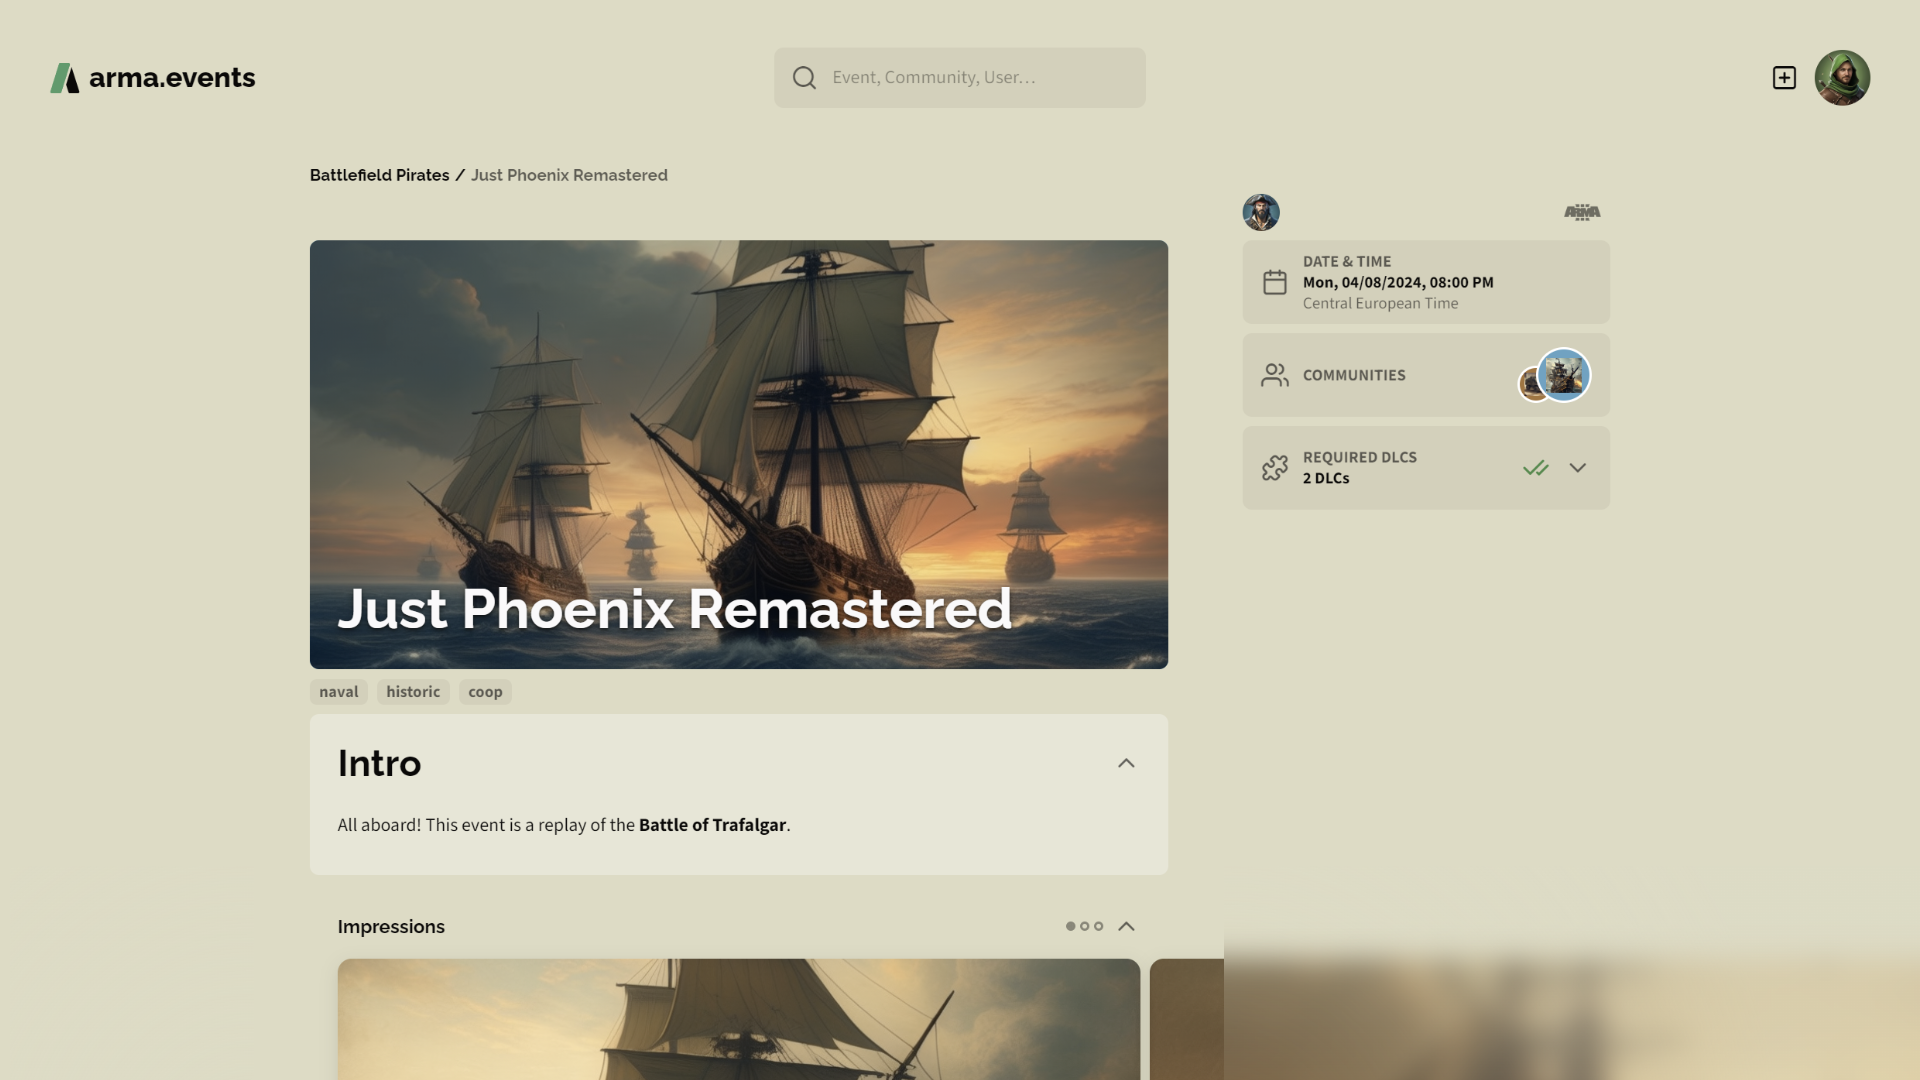 arma.events
Event, Community, User...
Battlefield Pirates / Just Phoenix Remastered
ARMA
DATE & TIME
Mon, 04/08/2024, 08:00 PM
Central European Time
COMMUNITIES
REQUIRED DLCS
2 DLCs
Just Phoenix Remastered
naval
historic
coop
Intro
All aboard! This event is a replay of the Battle of Trafalgar.
Impressions